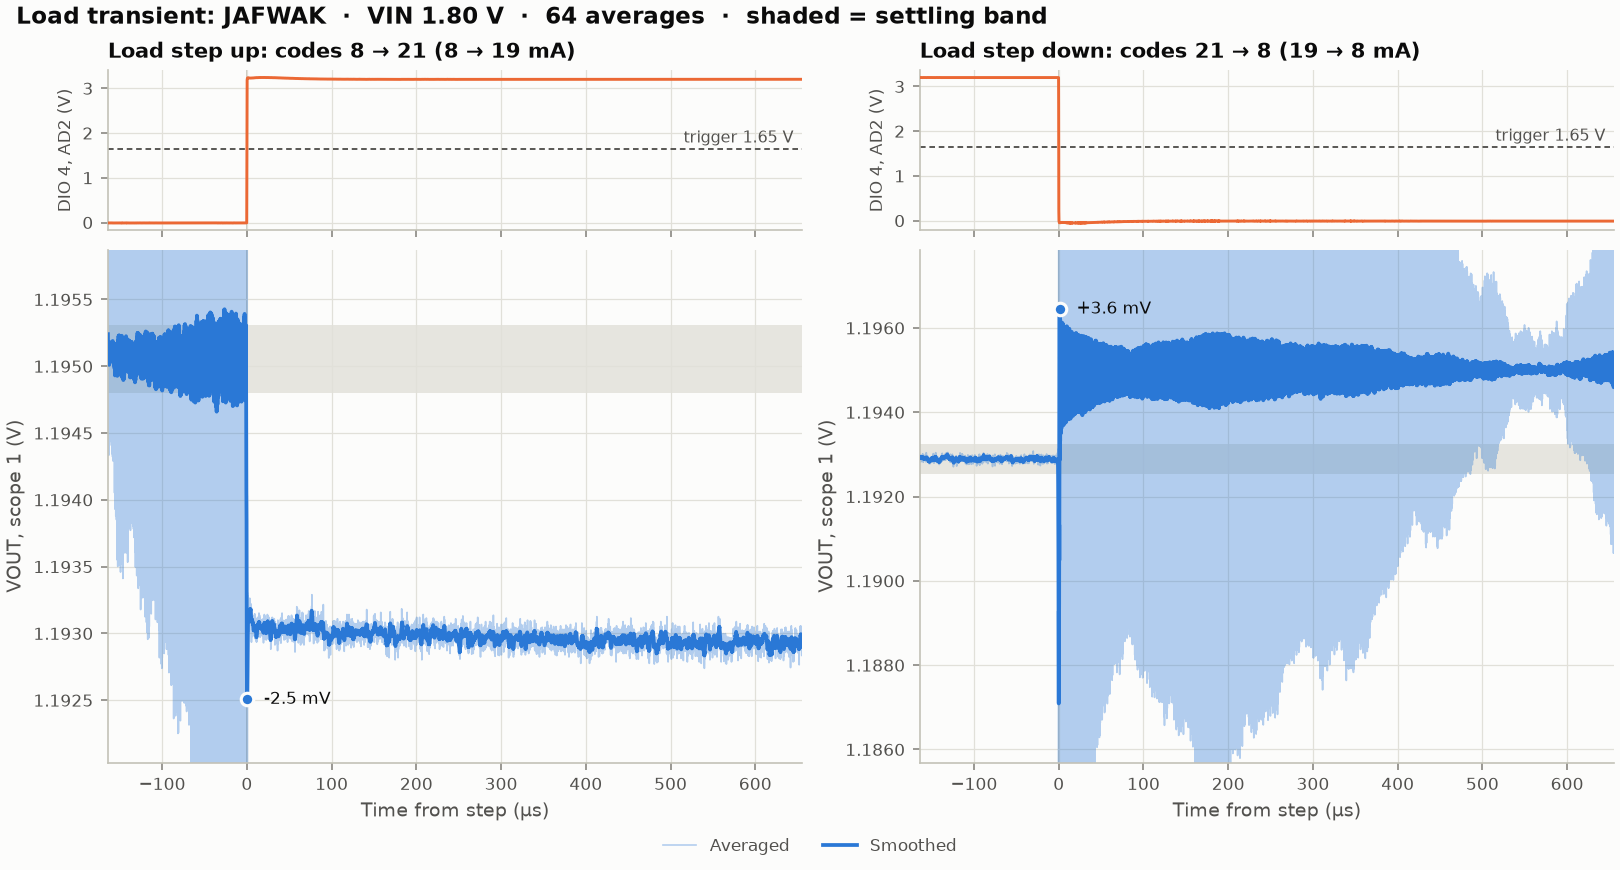 Load transient: JAFWAK · VIN 1.80 V · 64 averages · shaded = settling band
Load step up: codes 8 → 21 (8 → 19 mA)
DIO 4, AD2 (V)
3
2
1
0
trigger 1.65 V
VOUT, scope 1 (V)
1.1955
1.1950
1.1945
1.1940
1.1935
1.1930
1.1925
-2.5 mV
−100
0
100
200
300
400
500
600
Time from step (µs)
Load step down: codes 21 → 8 (19 → 8 mA)
DIO 4, AD2 (V)
3
2
1
0
trigger 1.65 V
VOUT, scope 1 (V)
1.1960
1.1940
1.1920
1.1900
1.1880
1.1860
+3.6 mV
−100
0
100
200
300
400
500
600
Time from step (µs)
Averaged
Smoothed